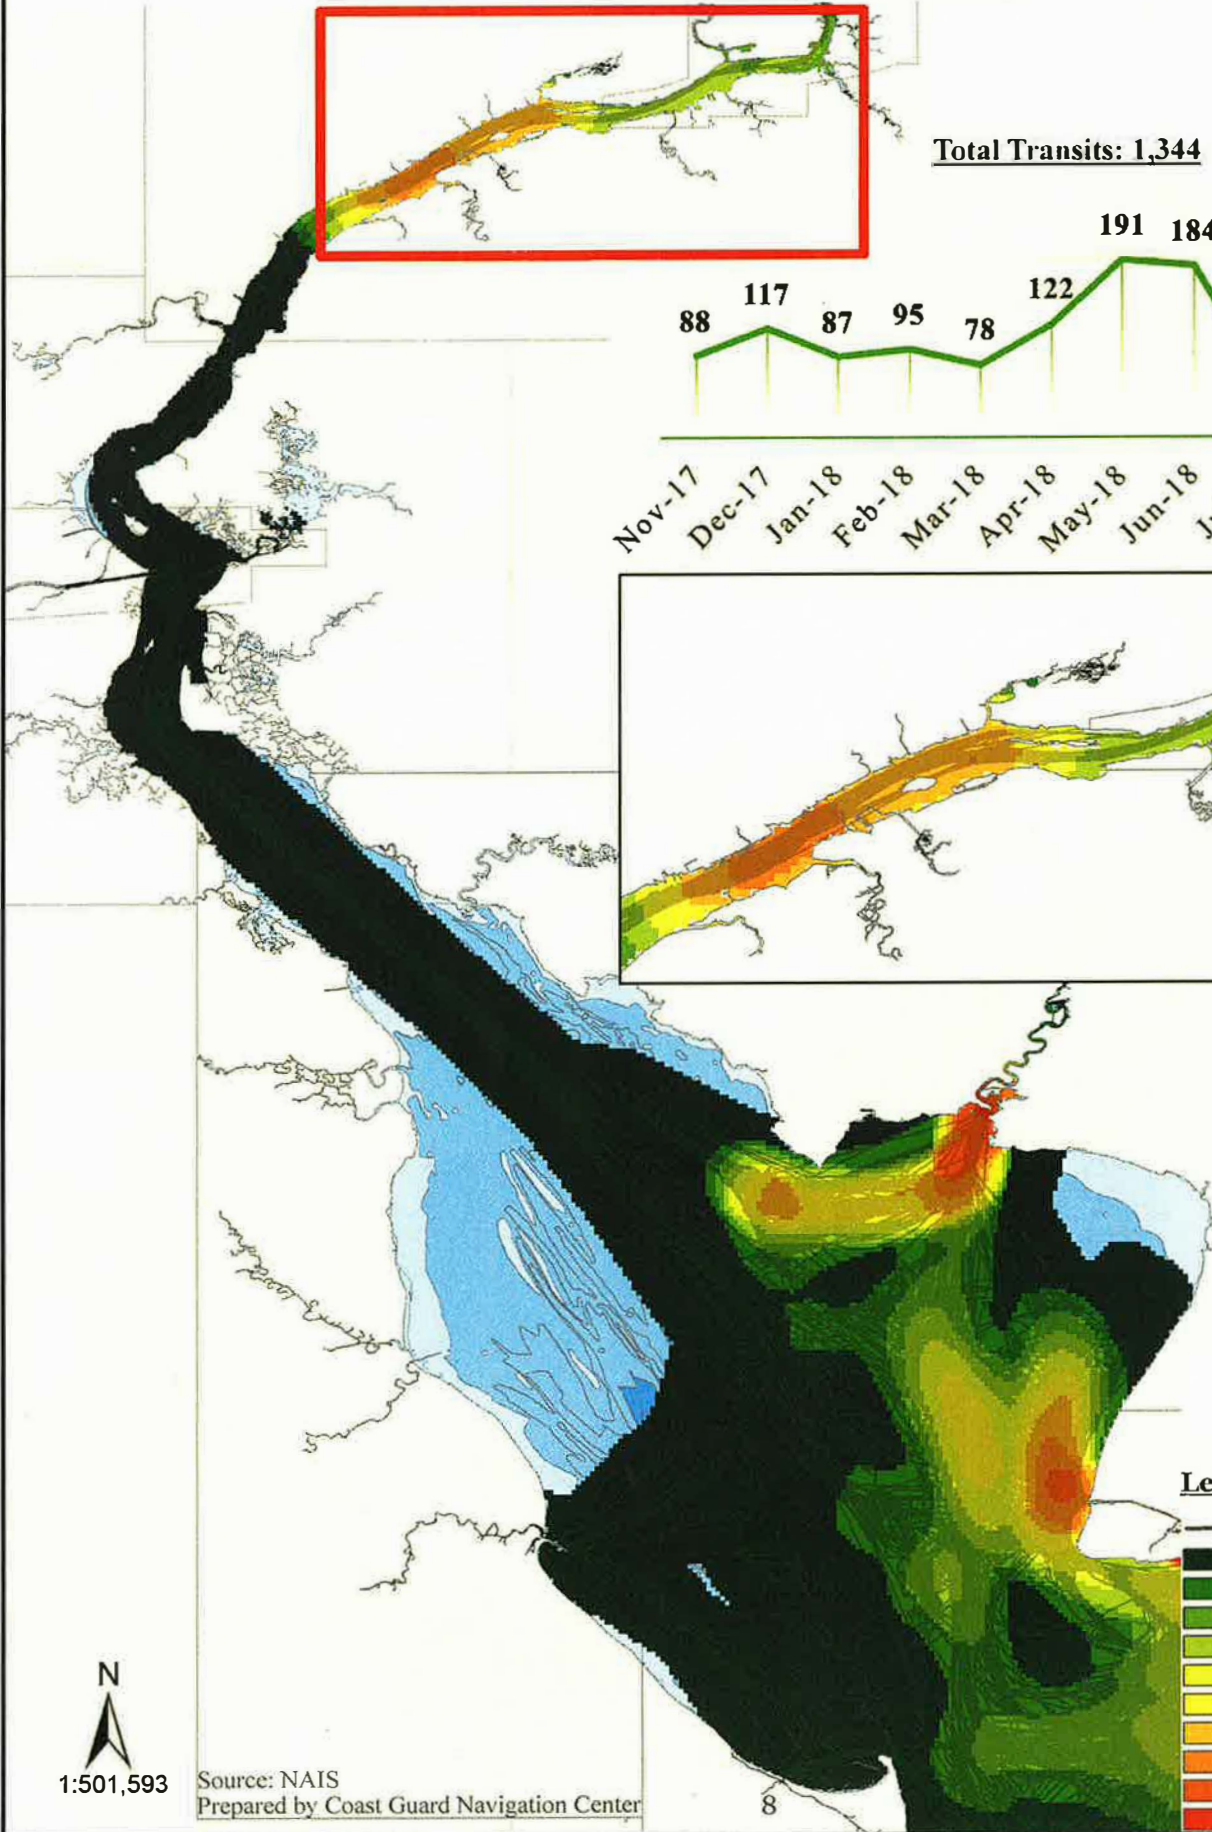 Total Transits: 1,344
191 184
117
122
88
87
95
78
Nov-17
Dec-17
Jan-18
Feb-18
Mar-18
Apr-18
May-18
Jun-18
Le
N
1:501,593
Source: NAIS
Prepared by Coast Guard Navigation Center
8